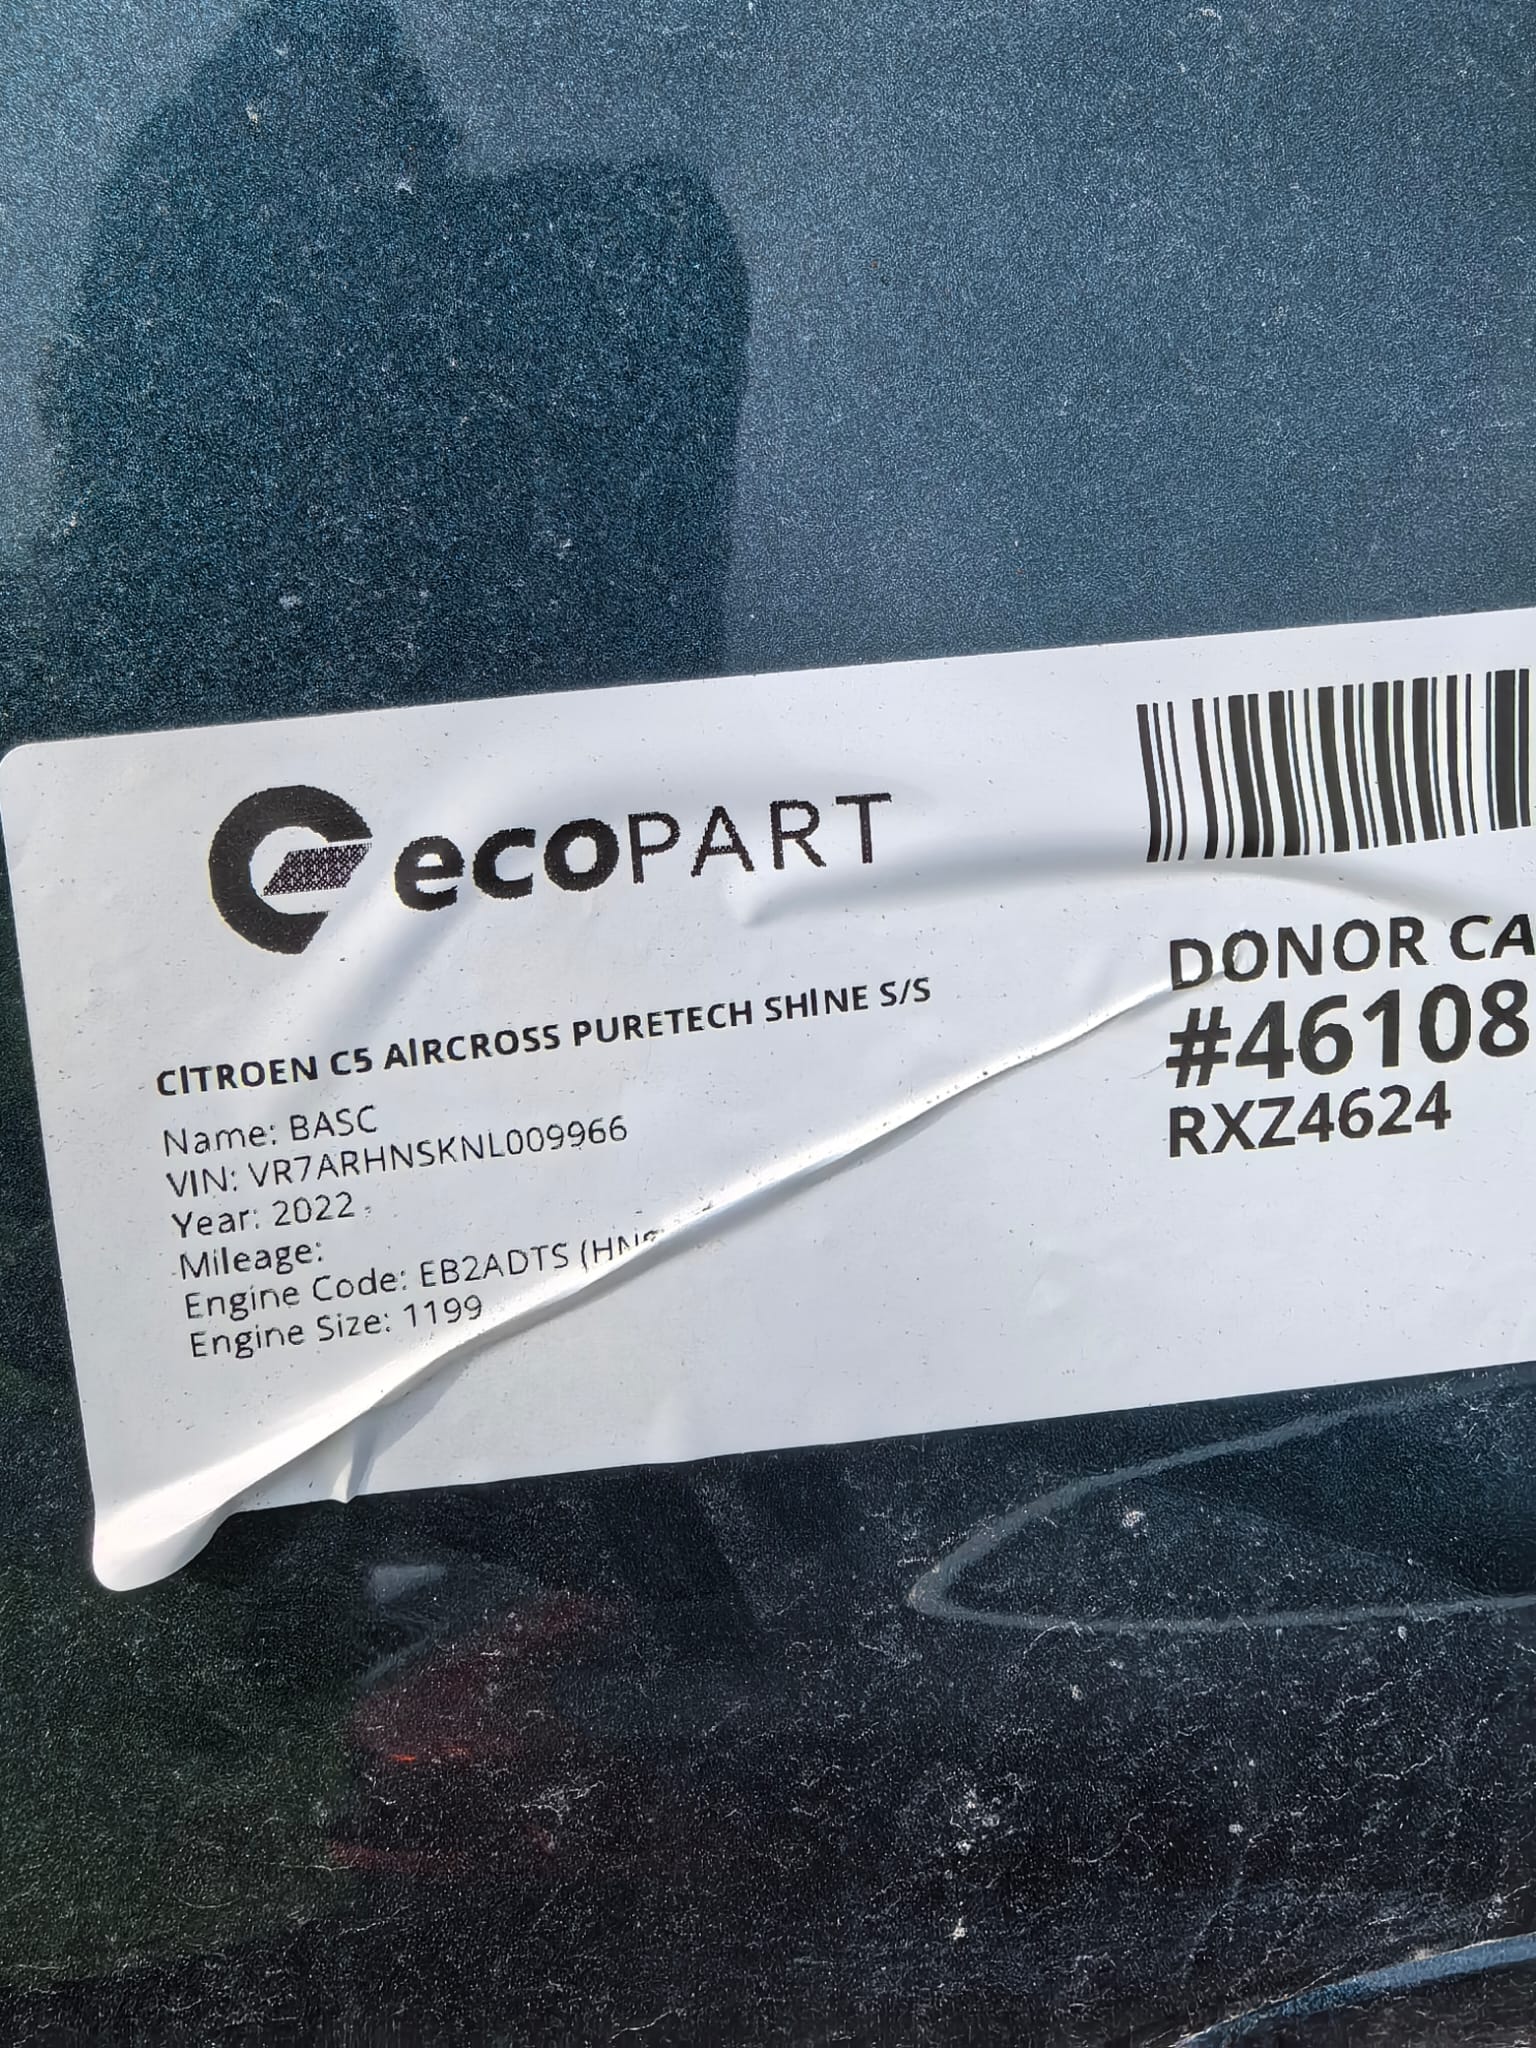 ecoPART
CITROEN C5 AIRCROSS PURETECH SHINE S/S
Name: BASC
VIN: VR7ARHNSKNL009966
Year: 2022
Mileage:
Engine Code: EB2ADTS
Engine Size: 1199
DONOR
#46108
RXZ4624